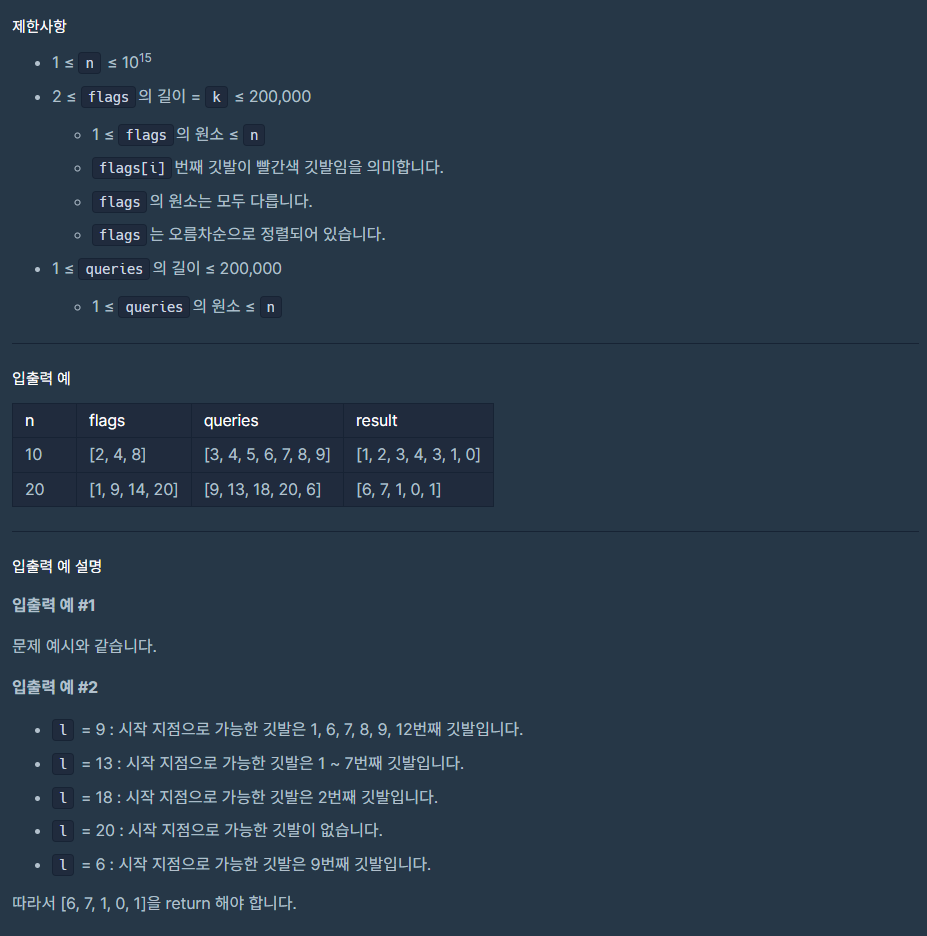 제한사항
1 ≤ n ≤ 10¹⁵
2 ≤ flags 의 길이 = k ≤ 200,000
1 ≤ flags 의 원소 ≤ n
flags[i] 번째 깃발이 빨간색 깃발임을 의미합니다.
flags 의 원소는 모두 다릅니다.
flags 는 오름차순으로 정렬되어 있습니다.
1 ≤ queries 의 길이 ≤ 200,000
1 ≤ queries 의 원소 ≤ n
입출력 예
n flags queries result
10 [2, 4, 8] [3, 4, 5, 6, 7, 8, 9] [1, 2, 3, 4, 3, 1, 0]
20 [1, 9, 14, 20] [9, 13, 18, 20, 6] [6, 7, 1, 0, 1]
입출력 예 설명
입출력 예 #1
문제 예시와 같습니다.
입출력 예 #2
l = 9 : 시작 지점으로 가능한 깃발은 1, 6, 7, 8, 9, 12번째 깃발입니다.
l = 13 : 시작 지점으로 가능한 깃발은 1 ~ 7번째 깃발입니다.
l = 18 : 시작 지점으로 가능한 깃발은 2번째 깃발입니다.
l = 20 : 시작 지점으로 가능한 깃발이 없습니다.
l = 6 : 시작 지점으로 가능한 깃발은 9번째 깃발입니다.
따라서 [6, 7, 1, 0, 1]을 return 해야 합니다.